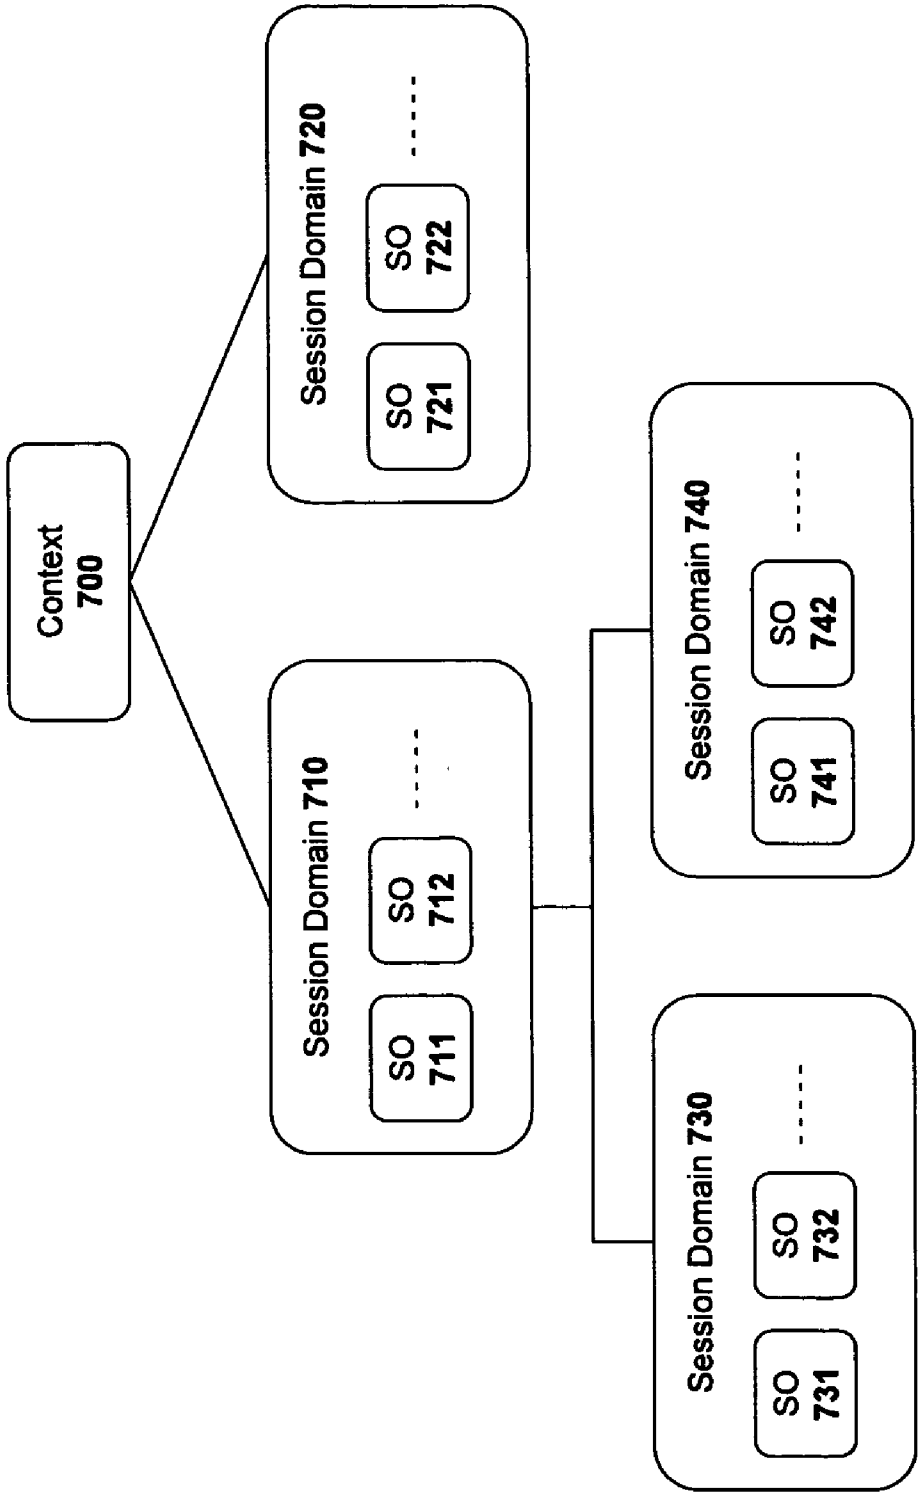 Context
700
Session Domain 710
SO
711
SO
712
Session Domain 720
SO
721
SO
722
Session Domain 730
SO
731
SO
732
Session Domain 740
SO
741
SO
742